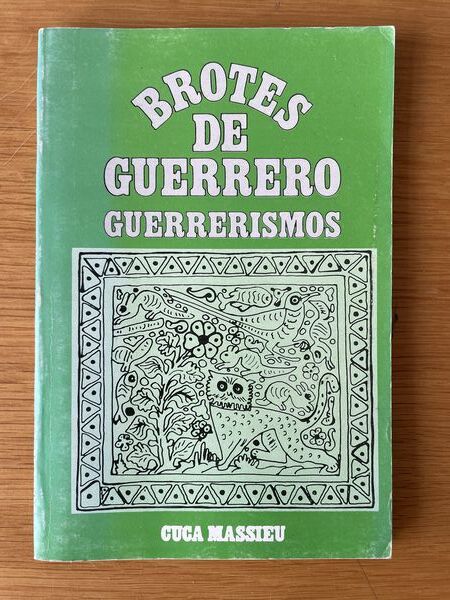 BROTES
DE
GUERRERO
GUERRERISMOS
CUCA MASSIEU